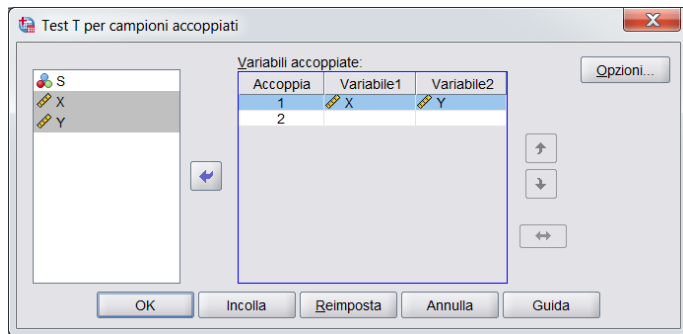 Test T per campioni accoppiati
Variabili accoppiate:
Opzioni...
S
X
Y
Accoppia Variabile1 Variabile2
1 X Y
2
OK Incolla Reimposta Annulla Guida